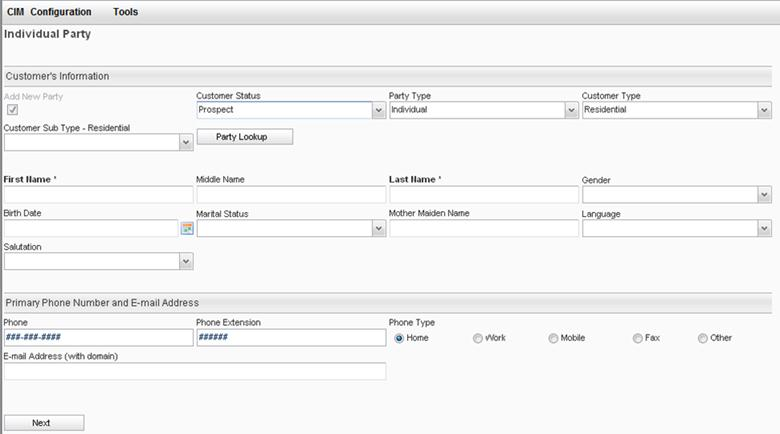 CIM Configuration Tools
Individual Party
Customer's Information
Add New Party Customer Status Party Type Customer Type
Prospect Individual Residential
Customer Sub Type - Residential
Party Lookup
First Name * Middle Name Last Name * Gender
Birth Date Marital Status Mother Maiden Name Language
Salutation
Primary Phone Number and E-mail Address
Phone Phone Extension Phone Type
###-###-#### ###### Home Work Mobile Fax Other
E-mail Address (with domain)
Next